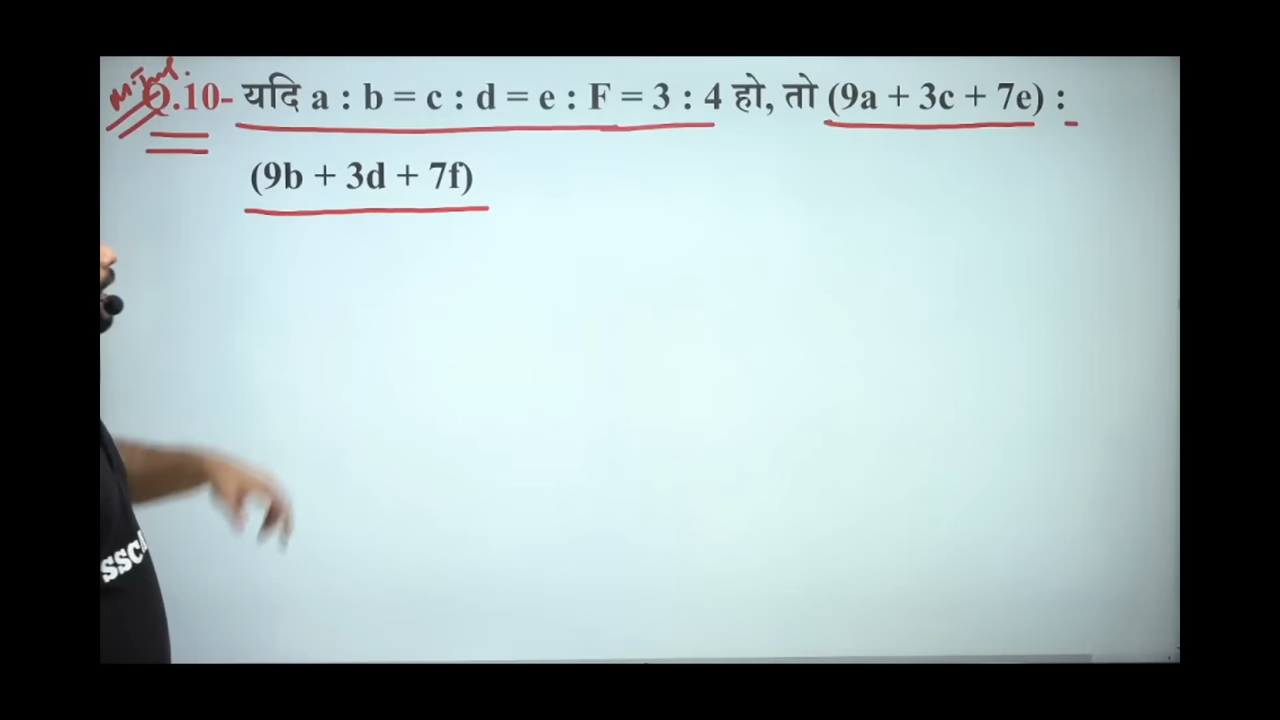 Q.10- यदि a : b = c : d = e : F = 3 : 4 हो, तो (9a + 3c + 7e) :
(9b + 3d + 7f)